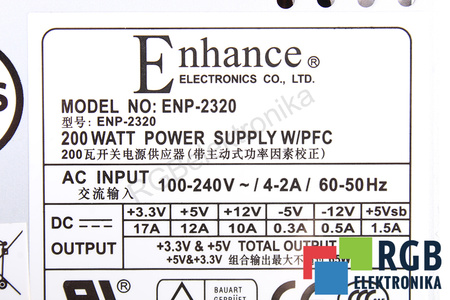 Enhance®
ELECTRONICS CO., LTD.
MODEL NO: ENP-2320
型号: ENP-2320
200 WATT POWER SUPPLY W/PFC
200瓦开关电源供应器(带主动式功率因素校正)
AC INPUT 100-240V ~ / 4-2A / 60-50Hz
交流输入
DC +3.3V +5V +12V -5V -12V +5Vsb
17A 12A 10A 0.3A 0.5A 1.5A
OUTPUT +3.3V & +5V TOTAL OUTPUT
+5V&+3.3V 组合输出最大不
BAUART
GEPRÜFT
RGB
ELEKTRONIKA
RGBelektronika